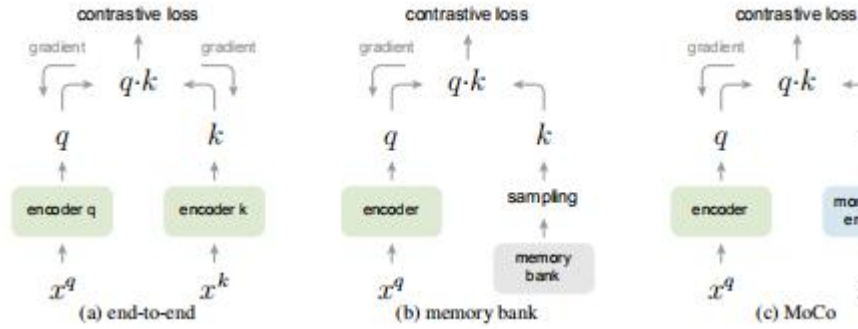 contrastive loss
gradient
gradient
q·k
q
k
encoder q
encoder k
x^q
x^k
(a) end-to-end
contrastive loss
gradient
q·k
q
k
encoder
sampling
memory
bank
x^q
(b) memory bank
contrastive loss
gradient
q·k
q
encoder
x^q
(c) MoCo